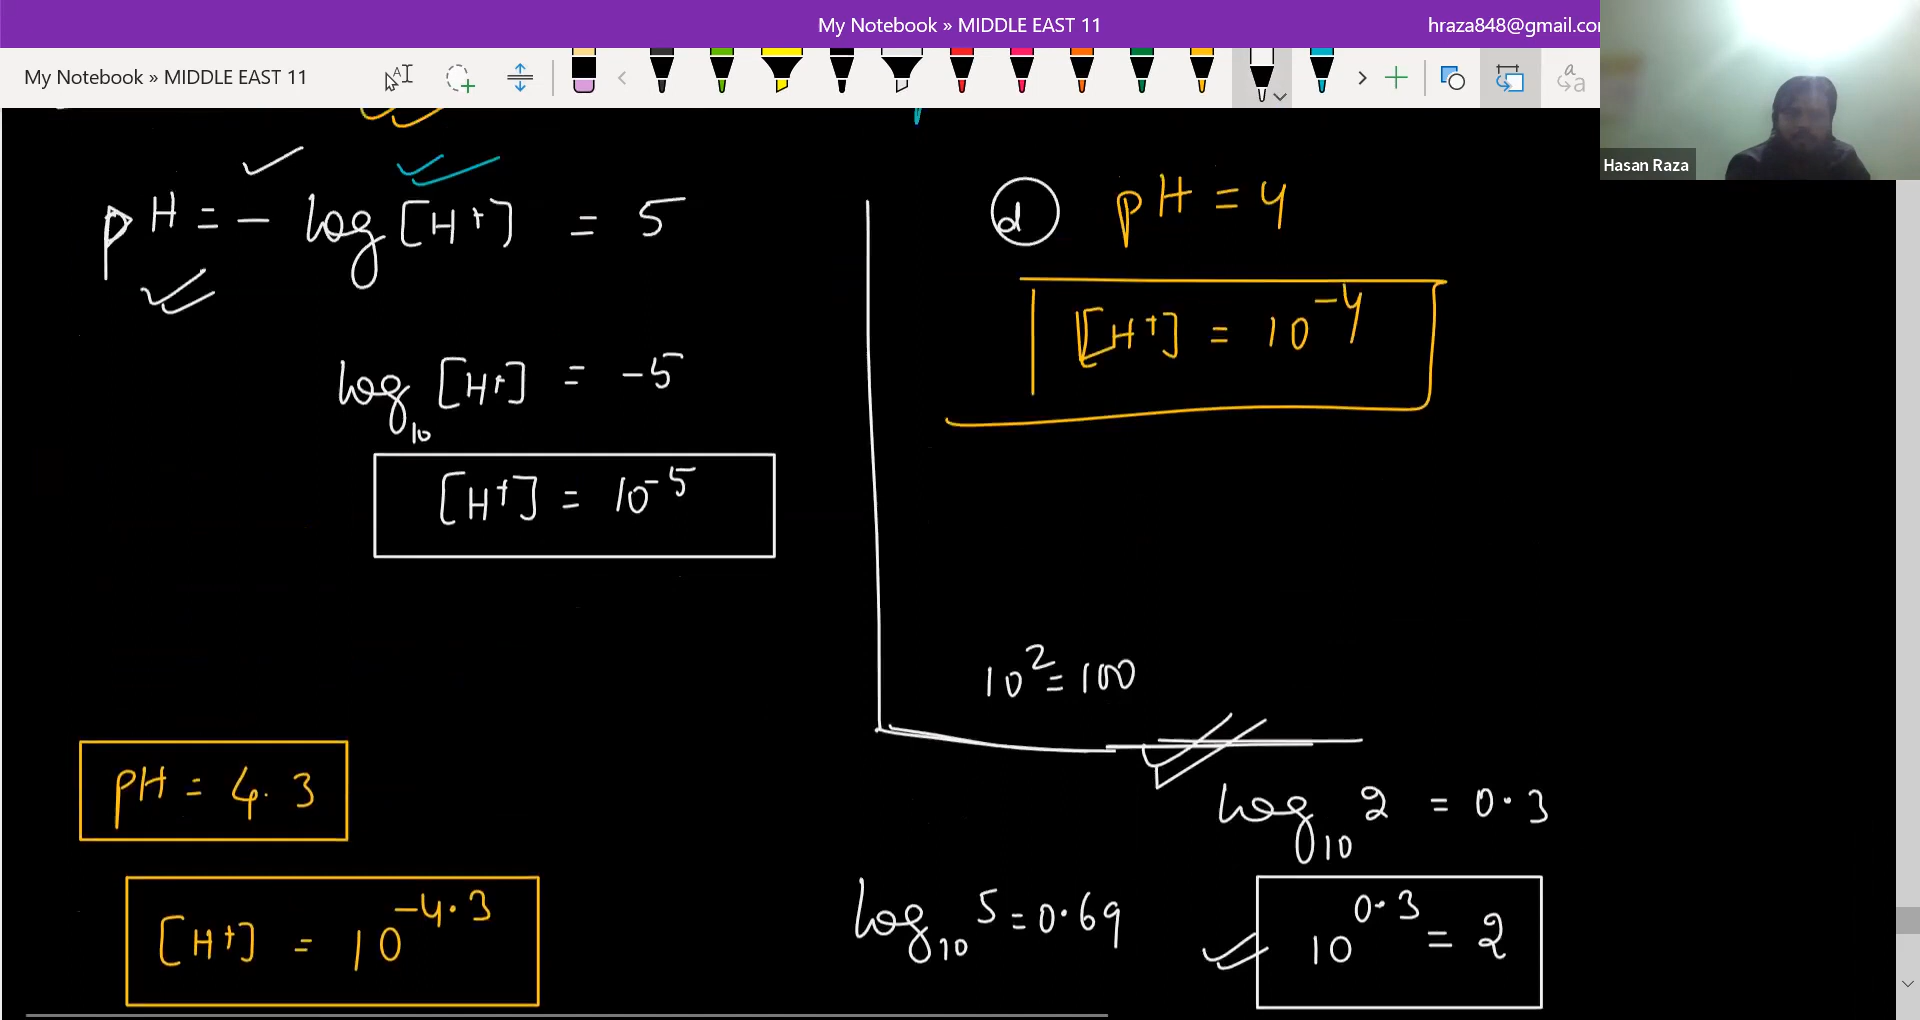 My Notebook » MIDDLE EAST 11
hraza848@gmail.co
My Notebook » MIDDLE EAST 11
Hasan Raza
pH = - log [H⁺] = 5
log₁₀ [H⁺] = -5
[H⁺] = 10⁻⁵
d pH = 4
[H⁺] = 10⁻⁴
10² = 100
pH = 4.3
[H⁺] = 10^-4.3
log₁₀ 2 = 0.3
log₁₀ 5 = 0.69
10^0.3 = 2